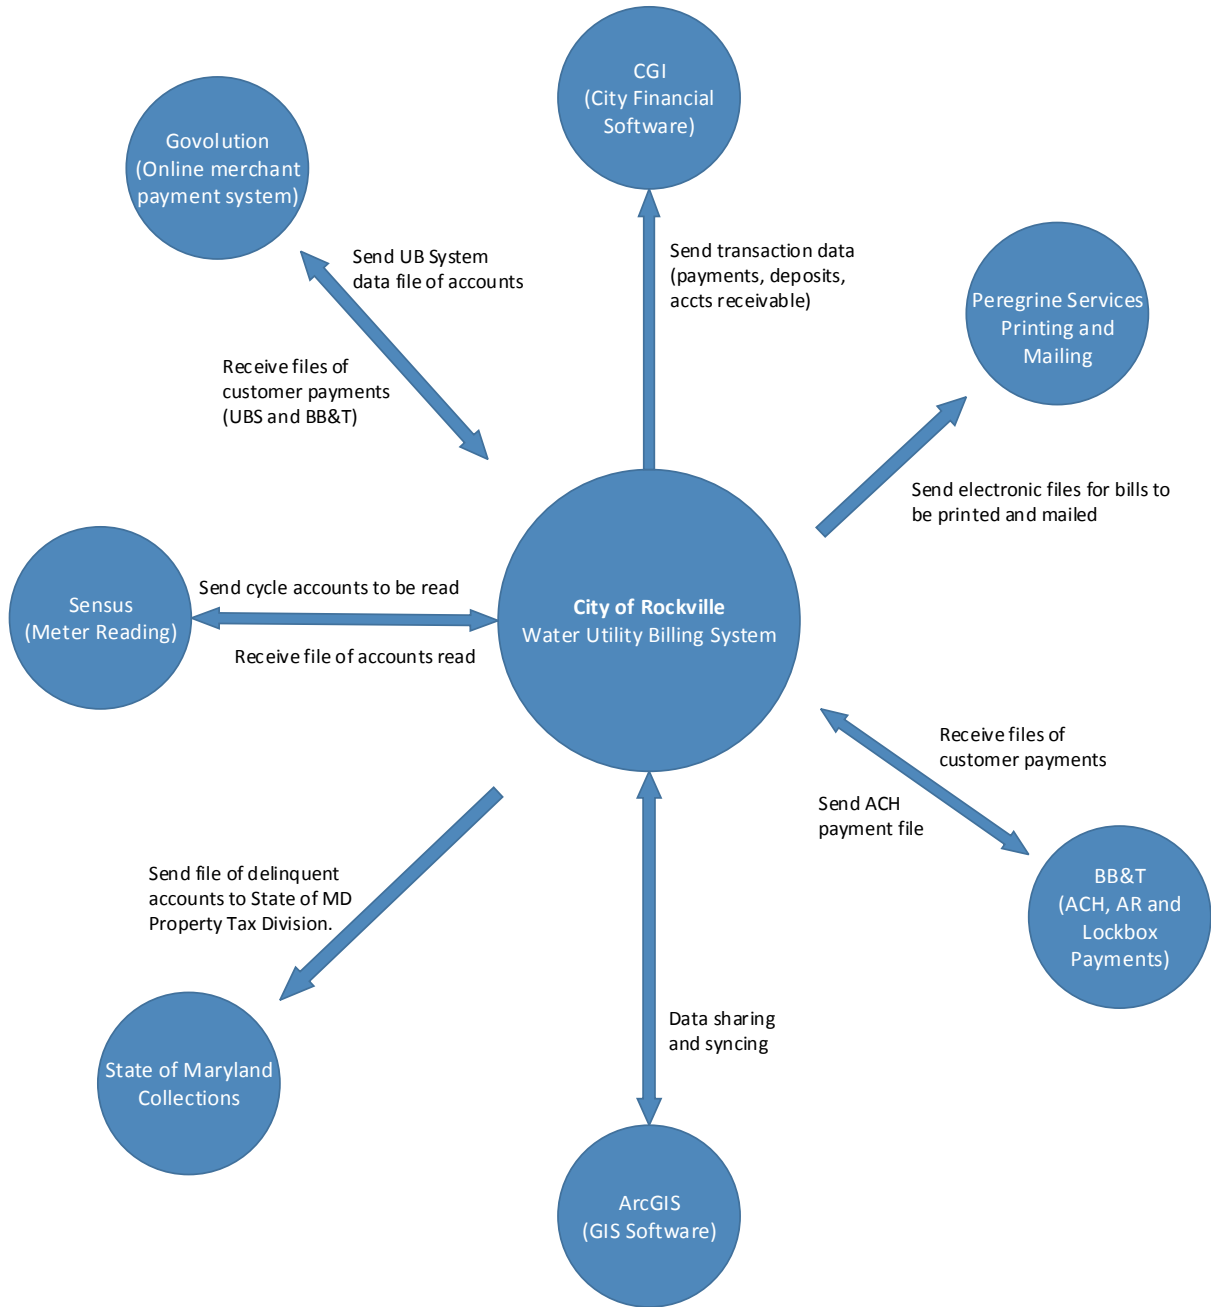 CGI
(City Financial
Software)
Govolution
(Online merchant
payment system)
Send UB System
data file of accounts
Send transaction data
(payments, deposits,
accts receivable)
Peregrine Services
Printing and
Mailing
Receive files of
customer payments
(UBS and BB&T)
Send electronic files for bills to
be printed and mailed
Sensus
(Meter Reading)
Send cycle accounts to be read
Receive file of accounts read
City of Rockville
Water Utility Billing System
Receive files of
customer payments
Send ACH
payment file
Send file of delinquent
accounts to State of MD
Property Tax Division.
BB&T
(ACH, AR and
Lockbox
Payments)
Data sharing
and syncing
State of Maryland
Collections
ArcGIS
(GIS Software)